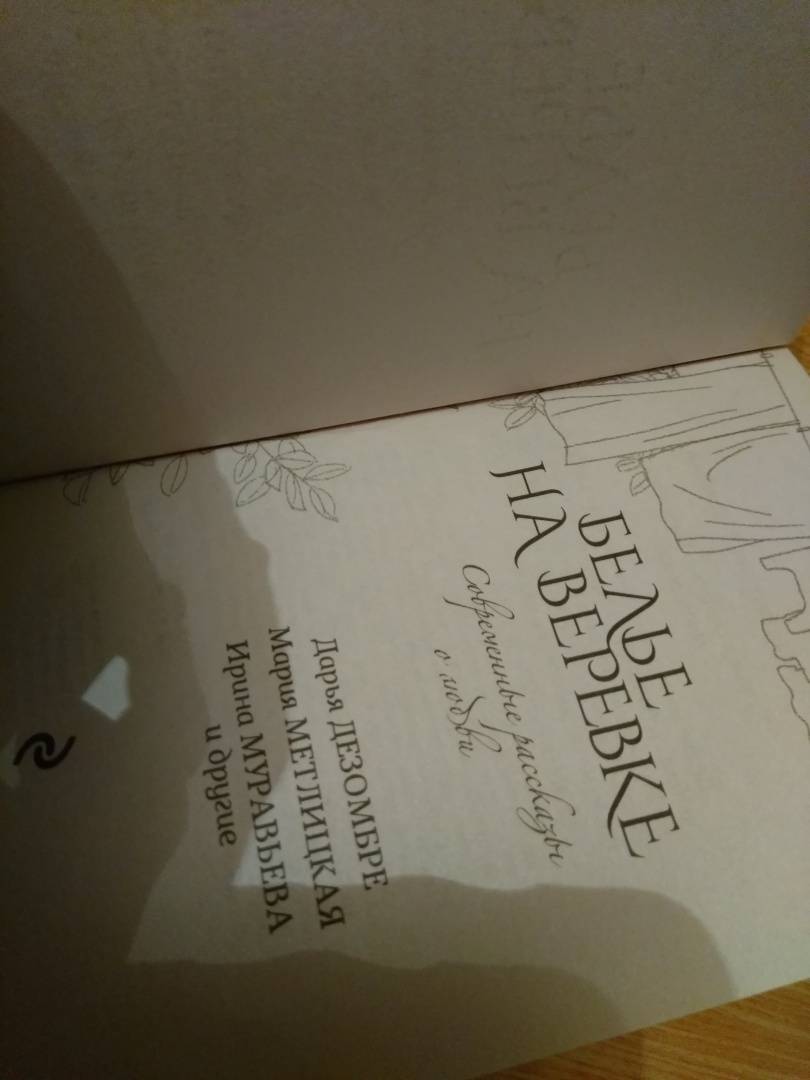 БЕЛЬЕ
НА ВЕРЕВКЕ
Современные рассказы
о любви
Дарья ДЕЗОМБРЕ
Мария МЕТЛИЦКАЯ
Ирина МУРАВЬЕВА
и другие